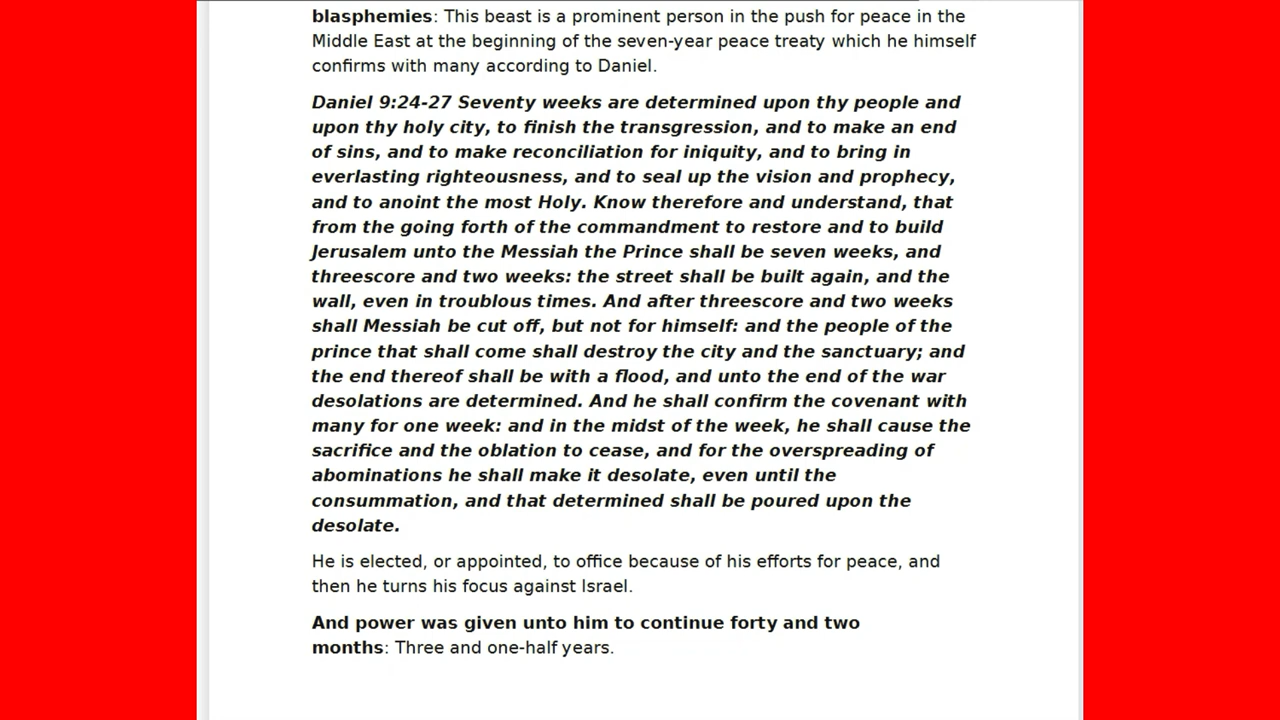 blasphemies: This beast is a prominent person in the push for peace in the
Middle East at the beginning of the seven-year peace treaty which he himself
confirms with many according to Daniel.
Daniel 9:24-27 Seventy weeks are determined upon thy people and
upon thy holy city, to finish the transgression, and to make an end
of sins, and to make reconciliation for iniquity, and to bring in
everlasting righteousness, and to seal up the vision and prophecy,
and to anoint the most Holy. Know therefore and understand, that
from the going forth of the commandment to restore and to build
Jerusalem unto the Messiah the Prince shall be seven weeks, and
threescore and two weeks: the street shall be built again, and the
wall, even in troublous times. And after threescore and two weeks
shall Messiah be cut off, but not for himself: and the people of the
prince that shall come shall destroy the city and the sanctuary; and
the end thereof shall be with a flood, and unto the end of the war
desolations are determined. And he shall confirm the covenant with
many for one week: and in the midst of the week, he shall cause the
sacrifice and the oblation to cease, and for the overspreading of
abominations he shall make it desolate, even until the
consummation, and that determined shall be poured upon the
desolate.
He is elected, or appointed, to office because of his efforts for peace, and
then he turns his focus against Israel.
And power was given unto him to continue forty and two
months: Three and one-half years.